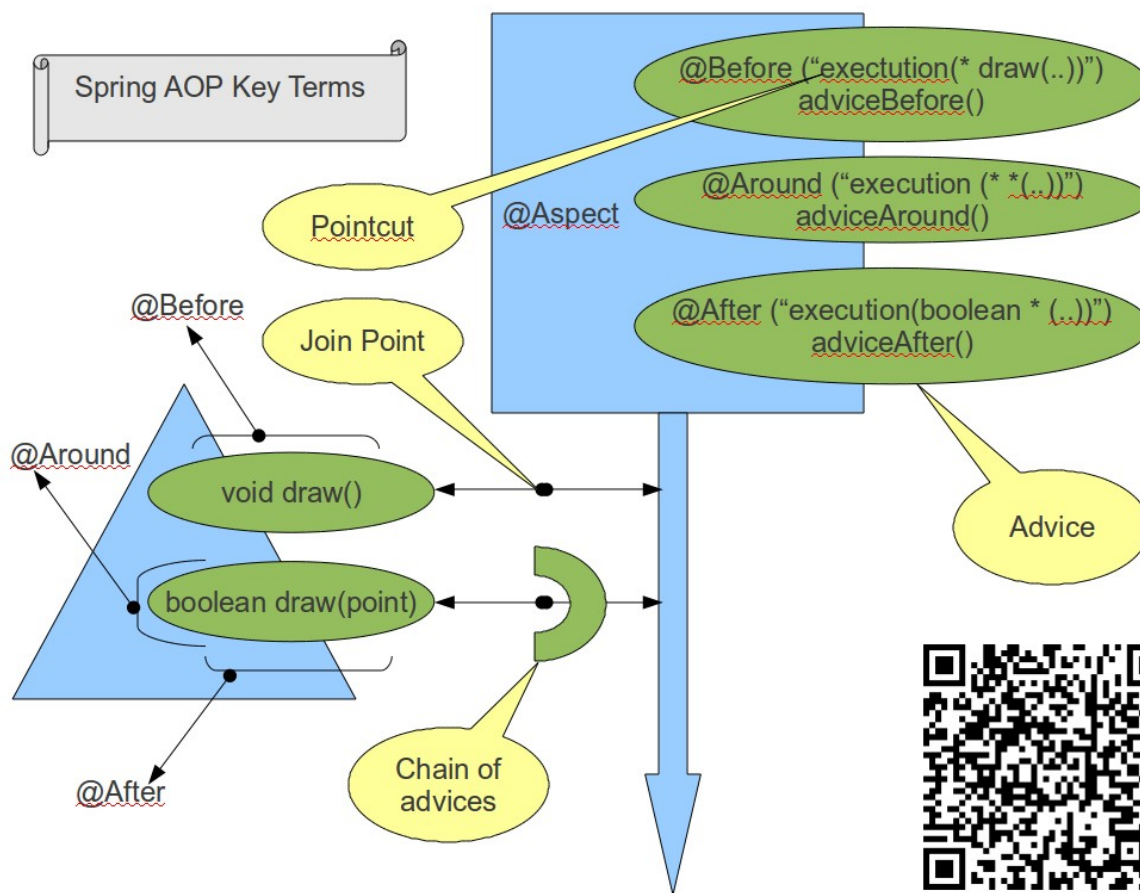 Spring AOP Key Terms
@Before (“exectution(* draw(..))”)
adviceBefore()
@Around (“execution (* *(..))”)
adviceAround()
Pointcut
@Aspect
@After (“execution(boolean * (..))”)
adviceAfter()
@Before
Join Point
@Around
void draw()
Advice
boolean draw(point)
Chain of
advices
@After